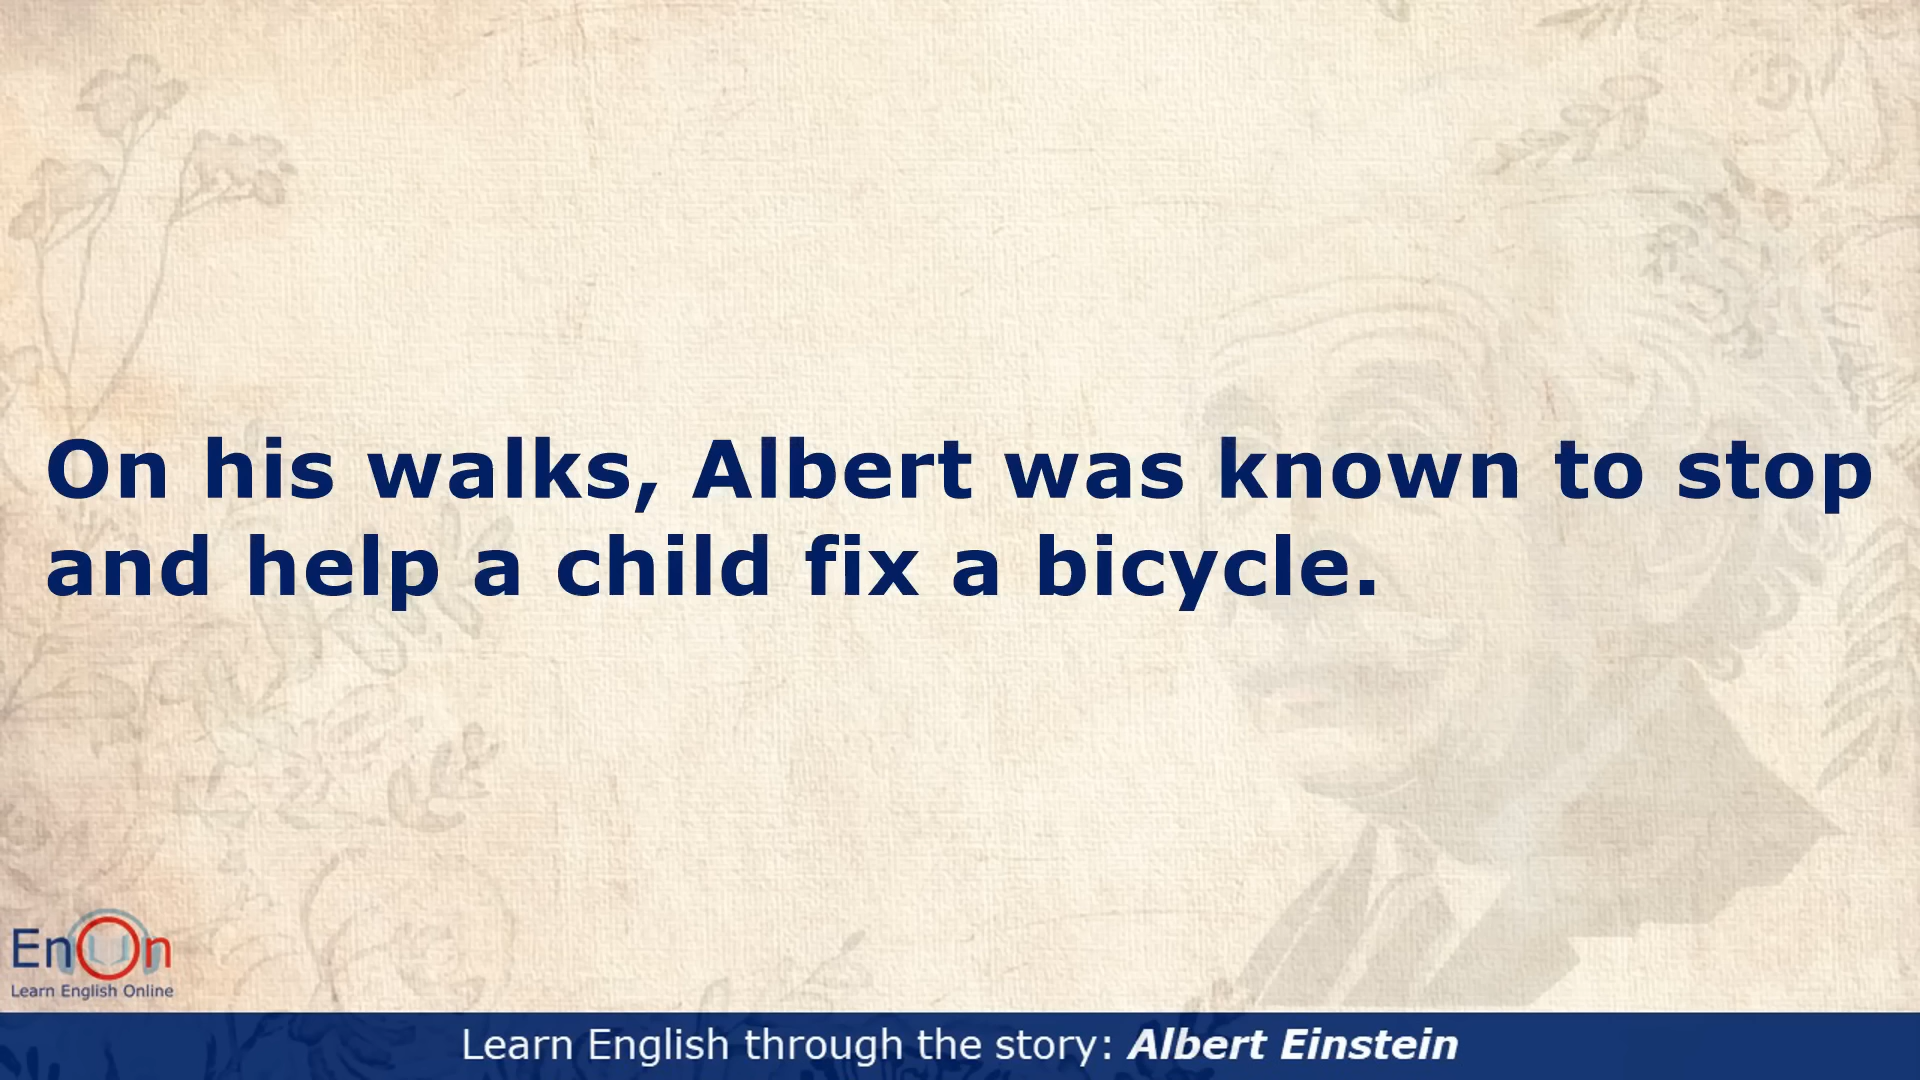 On his walks, Albert was known to stop
and help a child fix a bicycle.
EnOn
Learn English Online
Learn English through the story: Albert Einstein